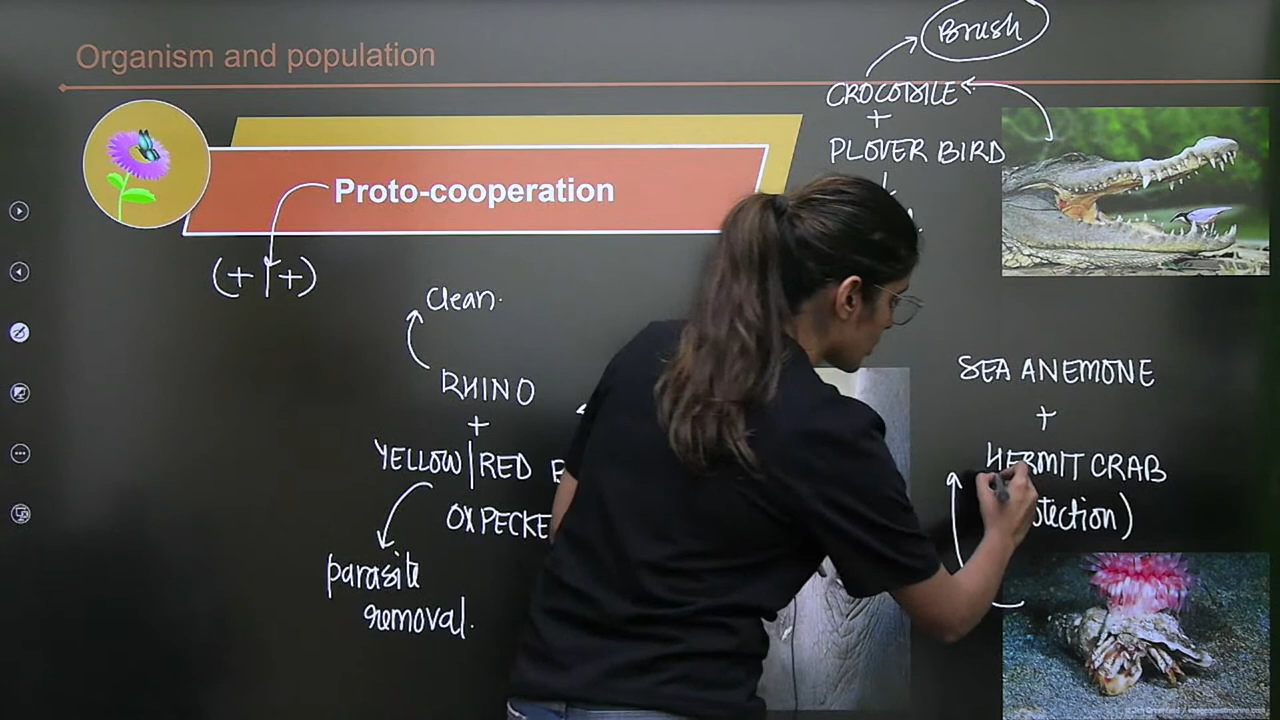 Organism and population
Brush
CROCODILE
+
PLOVER BIRD
Proto-cooperation
(+|+)
Clean.
RHINO
+
YELLOW|RED
parasite
removal.
SEA ANEMONE
+
HERMIT CRAB